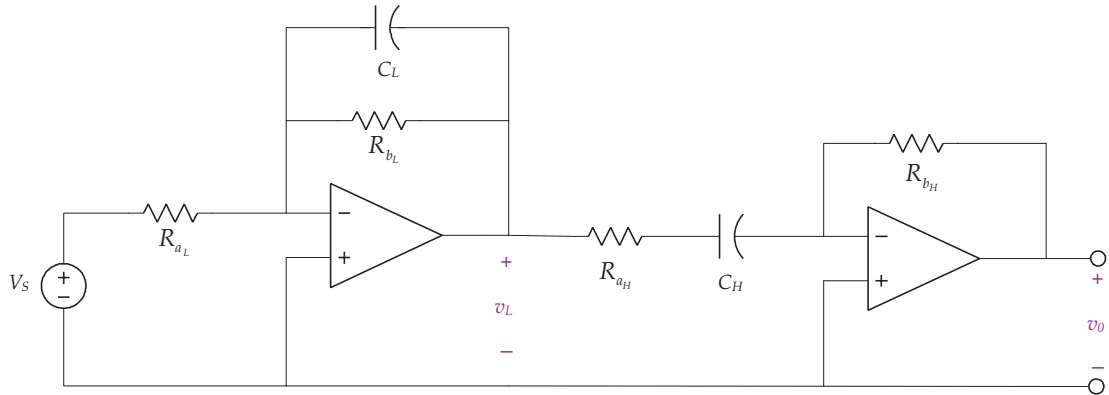 C_L
R_{b_L}
R_{b_H}
−
+
−
+
R_{a_L}
R_{a_H}
C_H
V_S
+
−
+
v_L
−
+
v_0
−